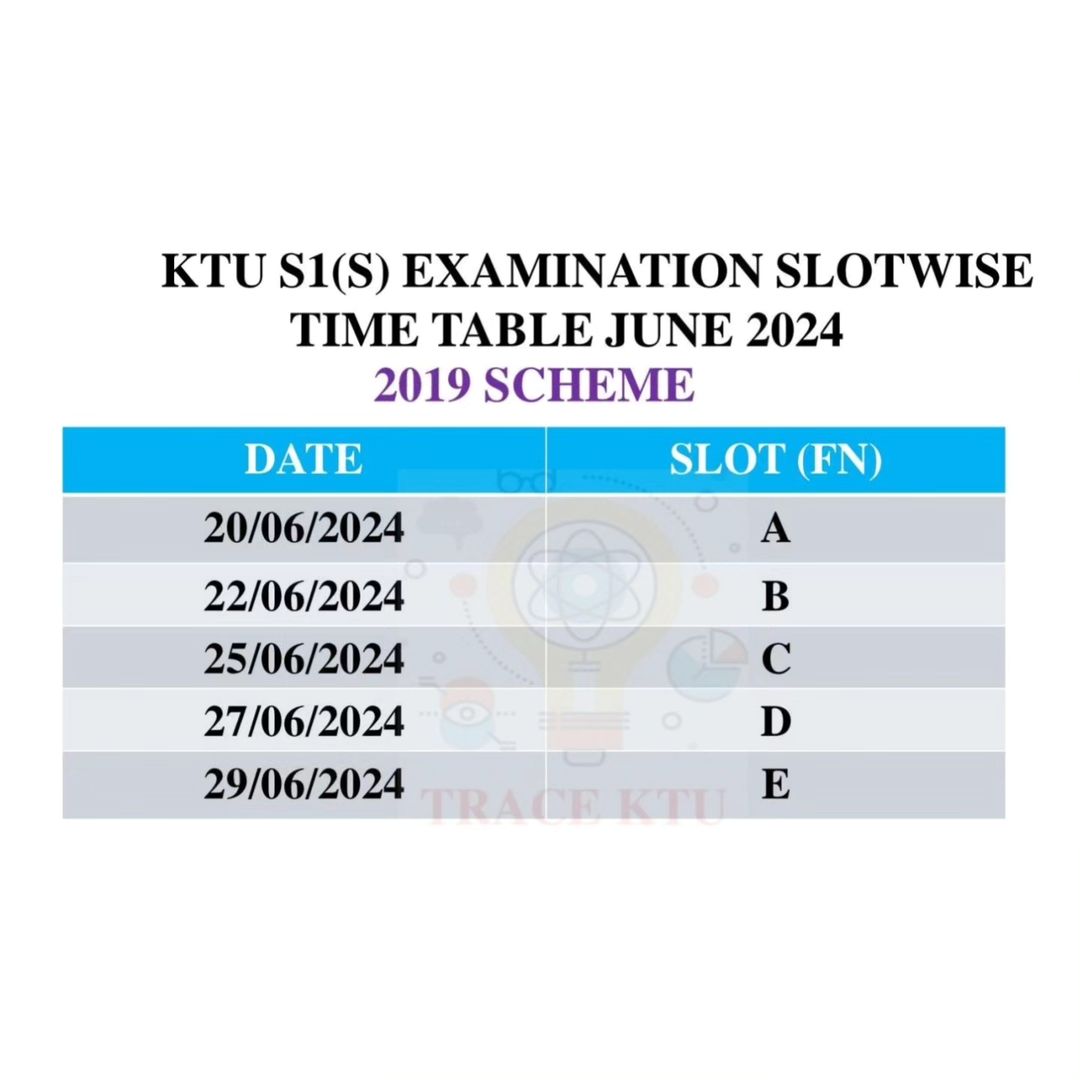 KTU S1(S) EXAMINATION SLOTWISE
TIME TABLE JUNE 2024
2019 SCHEME
DATE SLOT (FN)
20/06/2024 A
22/06/2024 B
25/06/2024 C
27/06/2024 D
29/06/2024 E
TRACE KTU